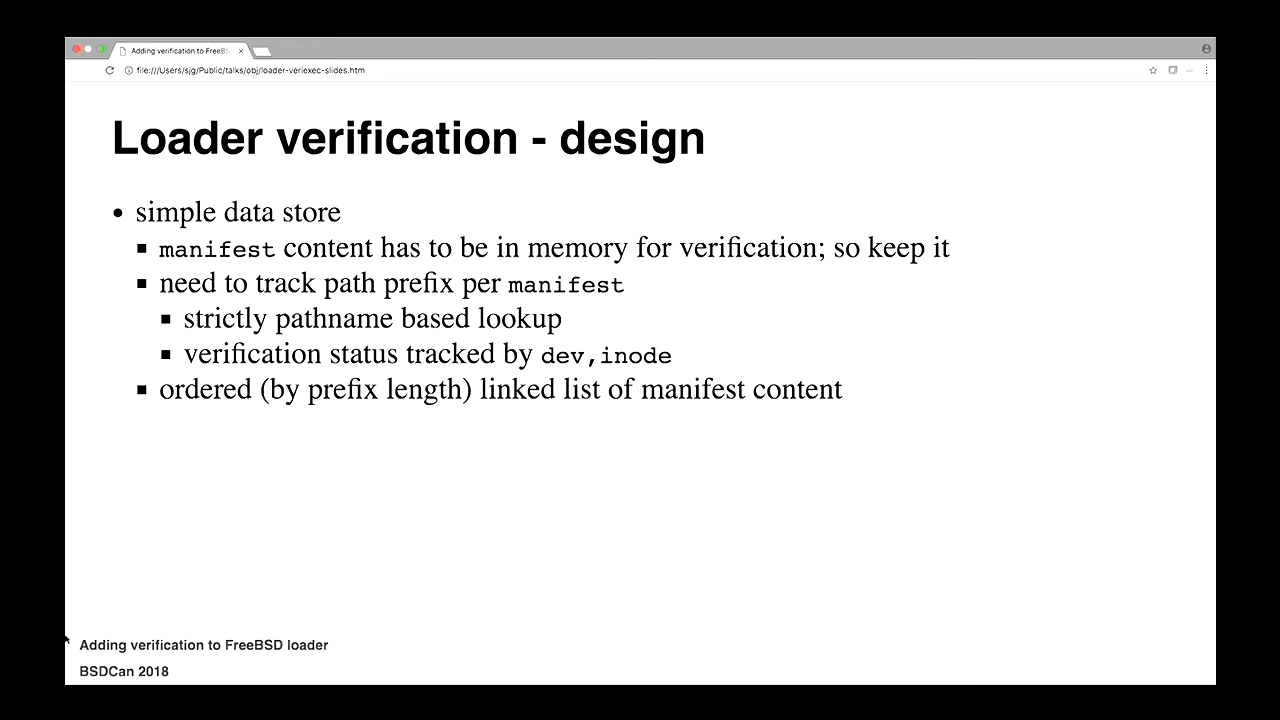 Adding verification to FreeBS
file:///Users/sjg/Public/talks/obj/loader-veriexec-slides.htm
Loader verification - design
• simple data store
▪ manifest content has to be in memory for verification; so keep it
▪ need to track path prefix per manifest
▪ strictly pathname based lookup
▪ verification status tracked by dev,inode
▪ ordered (by prefix length) linked list of manifest content
Adding verification to FreeBSD loader
BSDCan 2018